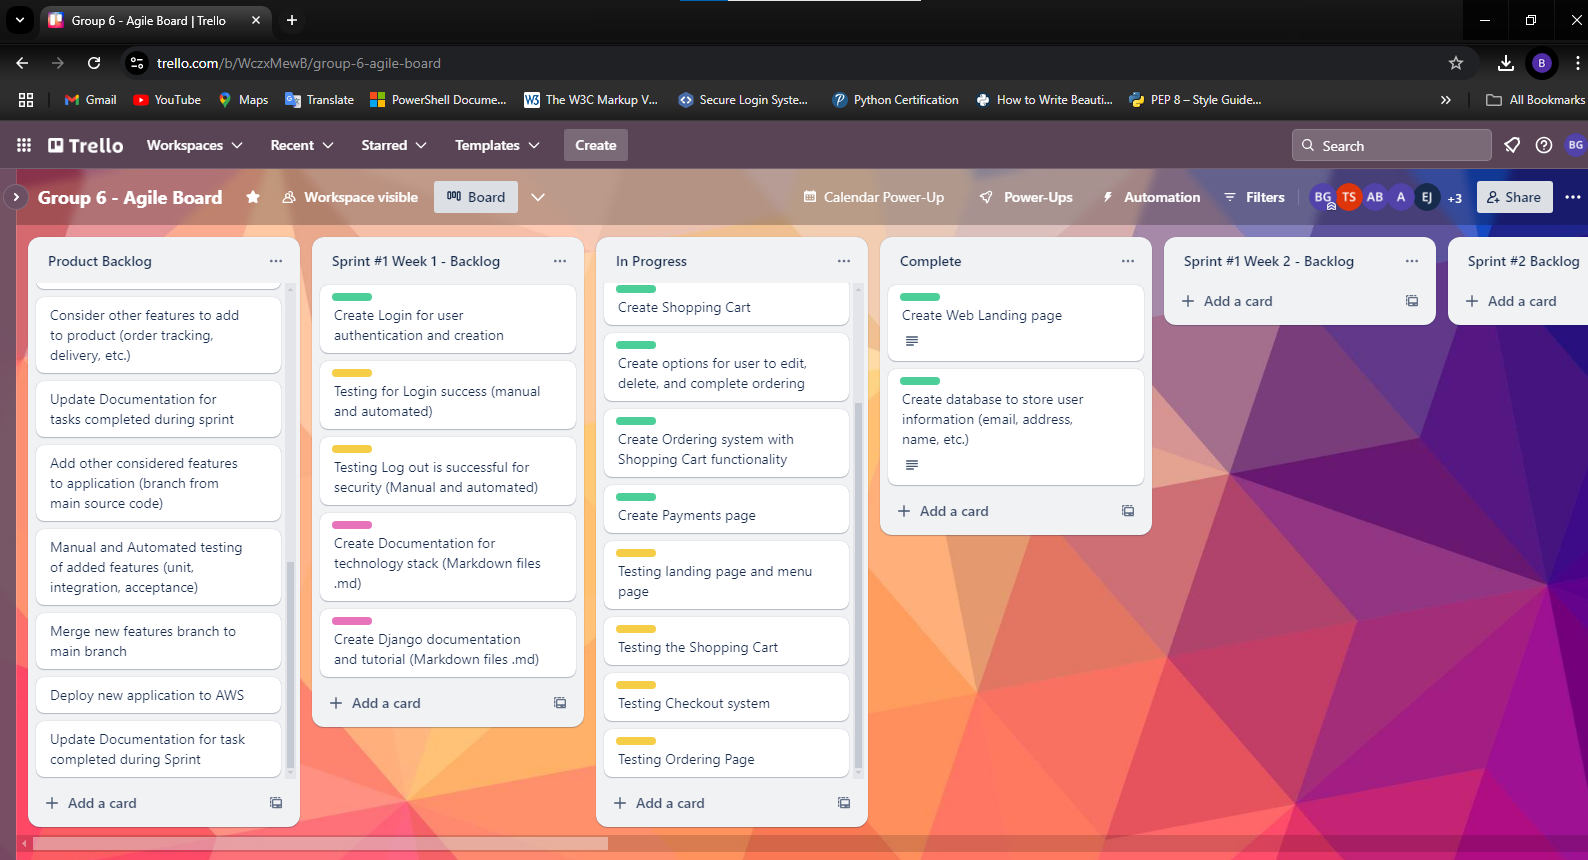 Group 6 - Agile Board | Trello
trello.com/b/WczxMewB/group-6-agile-board
B
Gmail
YouTube
Maps
Translate
PowerShell Docume...
The W3C Markup V...
Secure Login Syste...
Python Certification
How to Write Beauti...
PEP 8 – Style Guide...
All Bookmarks
Trello
Workspaces
Recent
Starred
Templates
Create
Search
BG
Group 6 - Agile Board
Workspace visible
Board
Calendar Power-Up
Power-Ups
Automation
Filters
BG
TS
AB
A
EJ
+3
Share
Product Backlog
Consider other features to add
to product (order tracking,
delivery, etc.)
Update Documentation for
tasks completed during sprint
Add other considered features
to application (branch from
main source code)
Manual and Automated testing
of added features (unit,
integration, acceptance)
Merge new features branch to
main branch
Deploy new application to AWS
Update Documentation for task
completed during Sprint
Add a card
Sprint #1 Week 1 - Backlog
Create Login for user
authentication and creation
Testing for Login success (manual
and automated)
Testing Log out is successful for
security (Manual and automated)
Create Documentation for
technology stack (Markdown files
.md)
Create Django documentation
and tutorial (Markdown files .md)
Add a card
In Progress
Create Shopping Cart
Create options for user to edit,
delete, and complete ordering
Create Ordering system with
Shopping Cart functionality
Create Payments page
Testing landing page and menu
page
Testing the Shopping Cart
Testing Checkout system
Testing Ordering Page
Add a card
Complete
Create Web Landing page
Create database to store user
information (email, address,
name, etc.)
Add a card
Sprint #1 Week 2 - Backlog
Add a card
Sprint #2 Backlog
Add a card